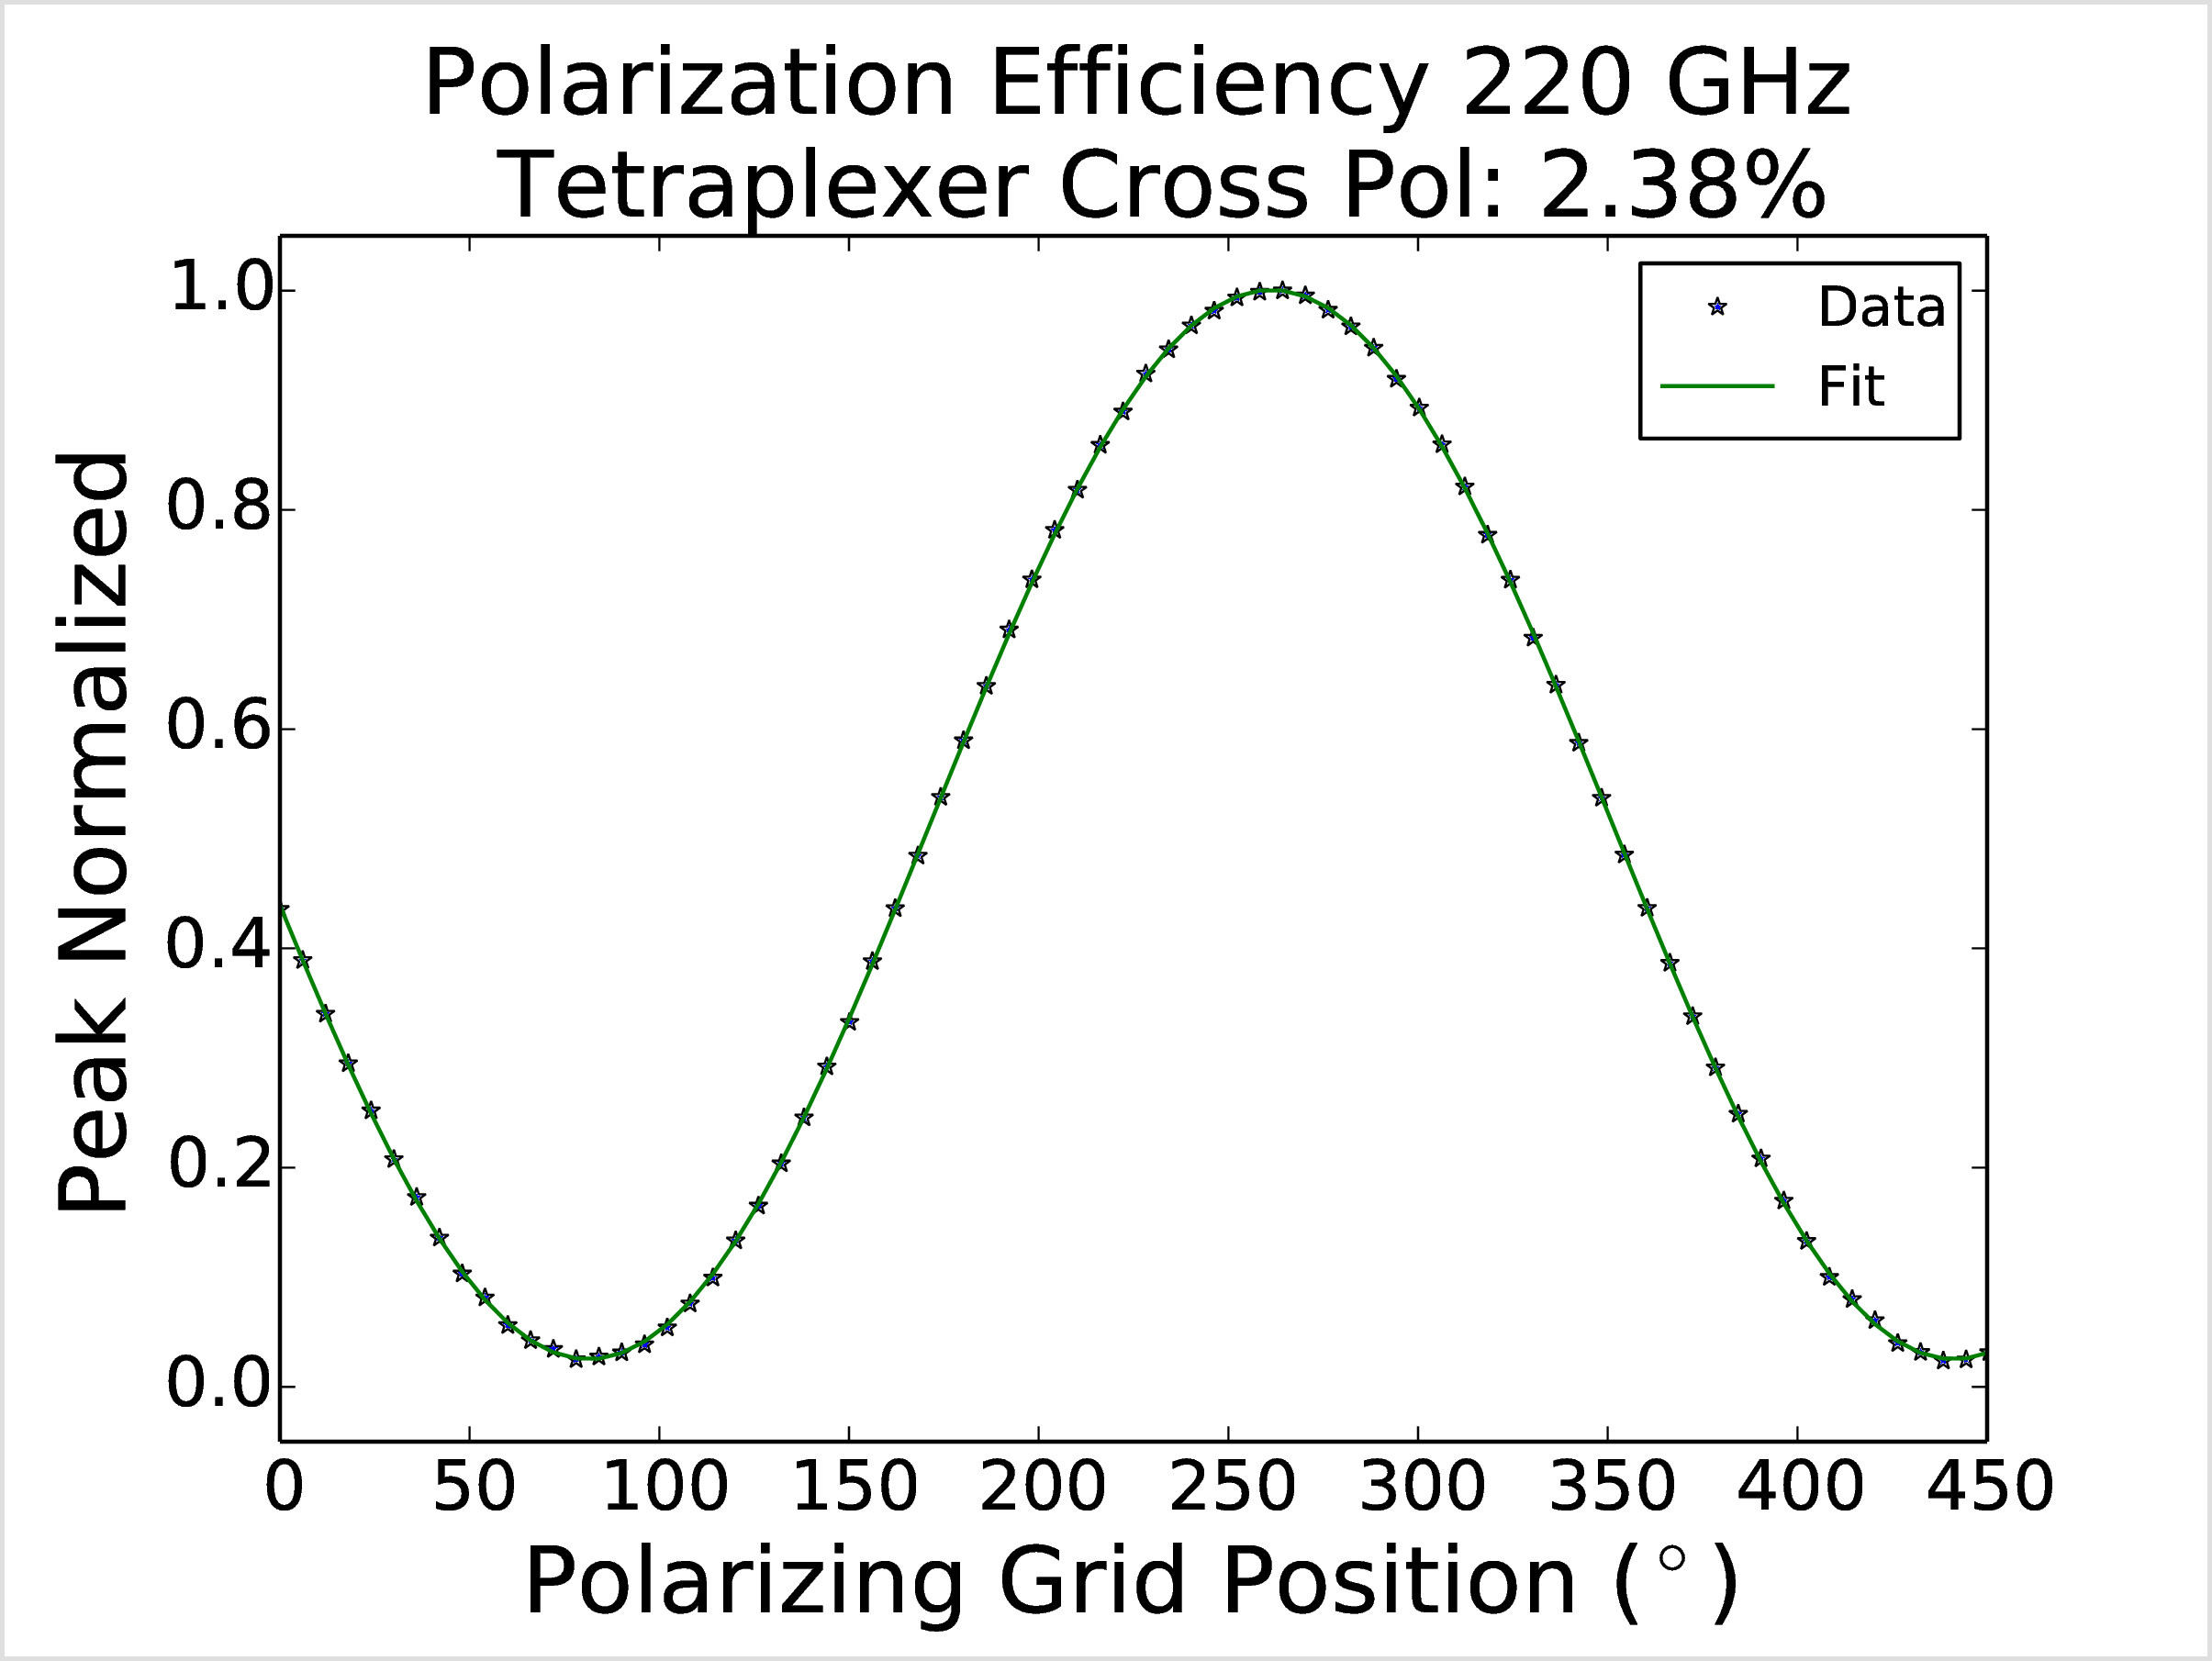 Polarization Efficiency 220 GHz
Tetraplexer Cross Pol: 2.38%
1.0
0.8
0.6
0.4
0.2
0.0
Peak Normalized
Data
Fit
0 50 100 150 200 250 300 350 400 450
Polarizing Grid Position (°)